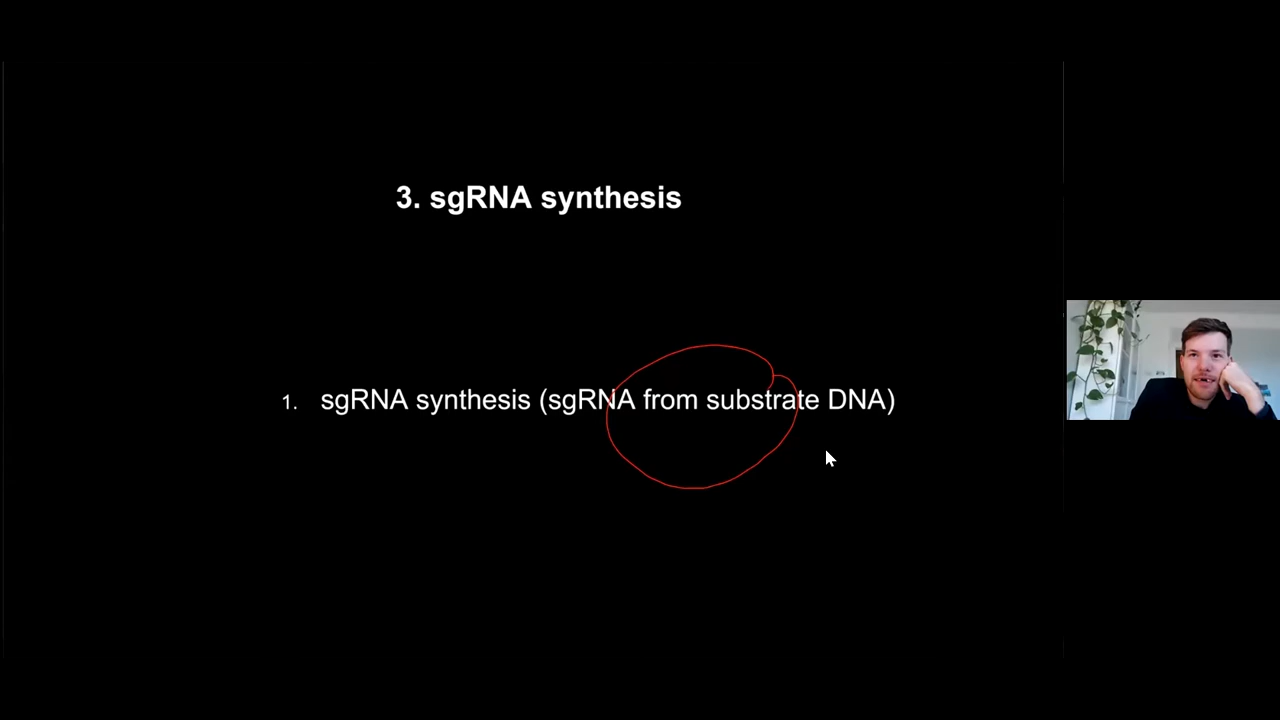 3. sgRNA synthesis
1. sgRNA synthesis (sgRNA from substrate DNA)